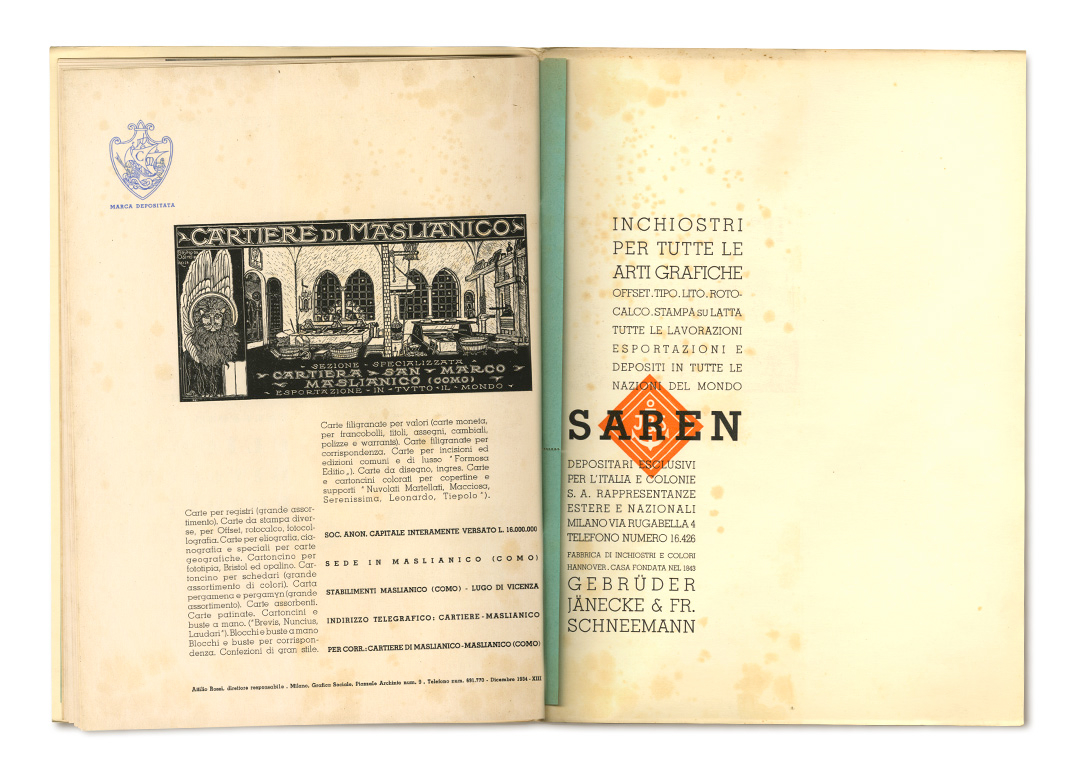 MARCA DEPOSITATA
CARTIERE DI MASLIANICO
SEZIONE - SPECIALIZZATA
CARTIERA SAN MARCO
MASLIANICO (COMO)
ESPORTAZIONE - IN - TVTTO - IL - MONDO
Carte filigranate per valori (carte moneta,
per francobolli, titoli, assegni, cambiali,
polizze e warrants). Carte filigranate per
corrispondenza. Carte per incisioni ed
edizioni comuni e di lusso "Formosa
Editio„). Carte da disegno, ingres. Carte
e cartoncini colorati per copertine e
supporti "Nuvolati Martellati, Macciosa,
Serenissima, Leonardo, Tiepolo").
Carte per registri (grande assor-
timento). Carte da stampa diver-
se, per Offset, rotocalco, fotocol-
lografia. Carte per eliografia, cia-
nografia e speciali per carte
geografiche. Cartoncino per
fototipia, Bristol ed opalino. Car-
toncino per schedari (grande
assortimento di colori). Carta
pergamena e pergamyn (grande
assortimento). Carte assorbenti.
Carte patinate. Cartoncini e
buste a mano. ("Brevis, Nuncius,
Laudari"). Blocchi e buste a mano
Blocchi e buste per corrispon-
denza. Confezioni di gran stile.
SOC. ANON. CAPITALE INTERAMENTE VERSATO L. 16.000.000
SEDE IN MASLIANICO (COMO)
STABILIMENTI MASLIANICO (COMO) - LUGO DI VICENZA
INDIRIZZO TELEGRAFICO: CARTIERE - MASLIANICO
PER CORR.: CARTIERE DI MASLIANICO - MASLIANICO (COMO)
Attilio Rossi, direttore responsabile . Milano, Grafico Sociale, Piazzale Archinto num. 9 , Telefono num. 691.770 - Dicembre 1934 - XIII
INCHIOSTRI
PER TUTTE LE
ARTI GRAFICHE
OFFSET. TIPO. LITO. ROTO-
CALCO. STAMPA SU LATTA
TUTTE LE LAVORAZIONI
ESPORTAZIONI E
DEPOSITI IN TUTTE LE
NAZIONI DEL MONDO
SAREN
DEPOSITARI ESCLUSIVI
PER L'ITALIA E COLONIE
S. A. RAPPRESENTANZE
ESTERE E NAZIONALI
MILANO VIA RUGABELLA 4
TELEFONO NUMERO 16.426
FABBRICA DI INCHIOSTRI E COLORI
HANNOVER. CASA FONDATA NEL 1843
GEBRÜDER
JÄNECKE & FR.
SCHNEEMANN